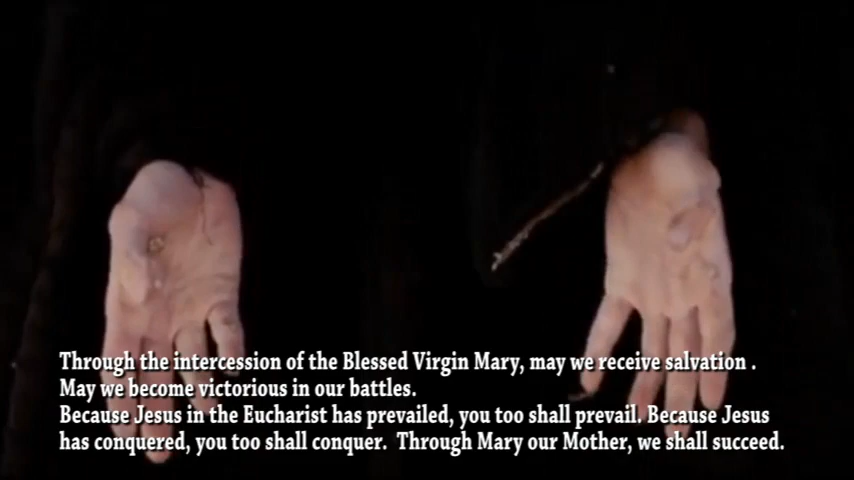 Through the intercession of the Blessed Virgin Mary, may we receive salvation .
May we become victorious in our battles.
Because Jesus in the Eucharist has prevailed, you too shall prevail. Because Jesus
has conquered, you too shall conquer.  Through Mary our Mother, we shall succeed.